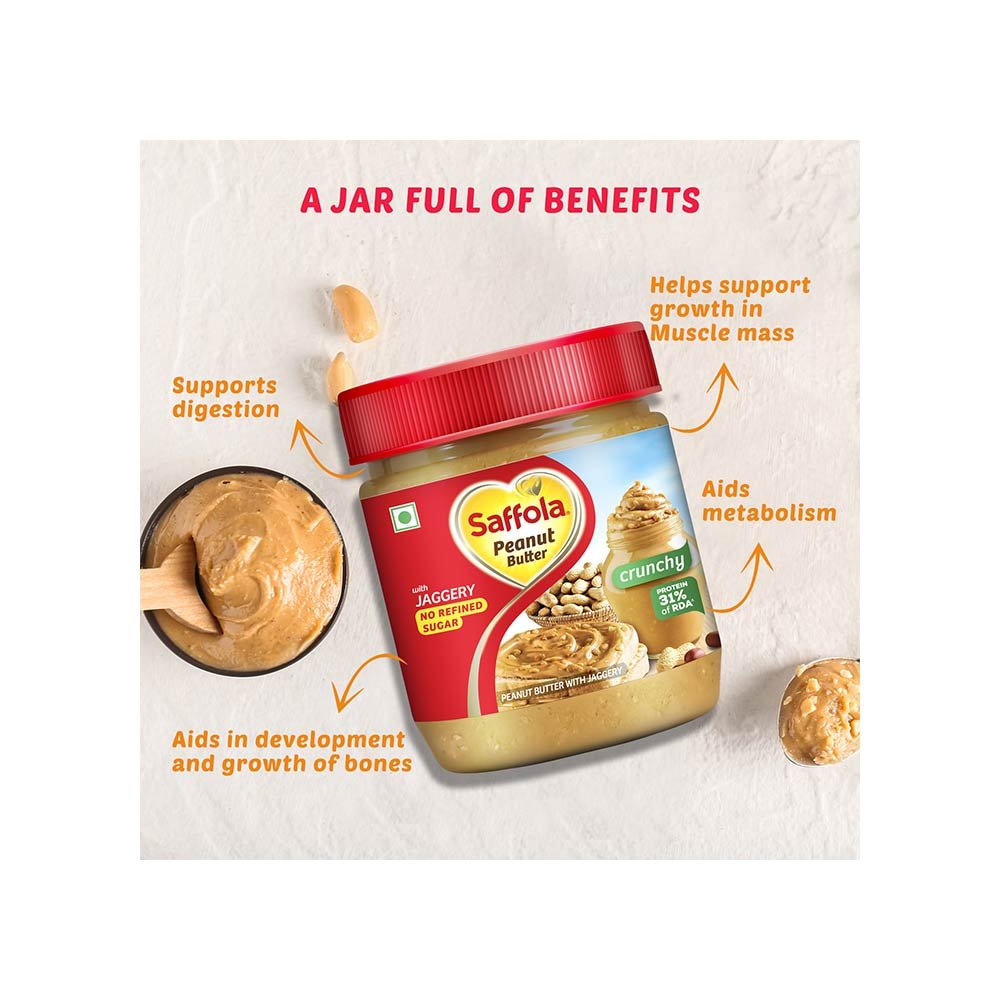 A JAR FULL OF BENEFITS
Helps support
growth in
Muscle mass
Supports
digestion
Aids
metabolism
Saffola®
Peanut
Butter
crunchy
with
JAGGERY
NO REFINED
SUGAR
PROTEIN
31%
of RDA^
PEANUT BUTTER WITH JAGGERY
Aids in development
and growth of bones